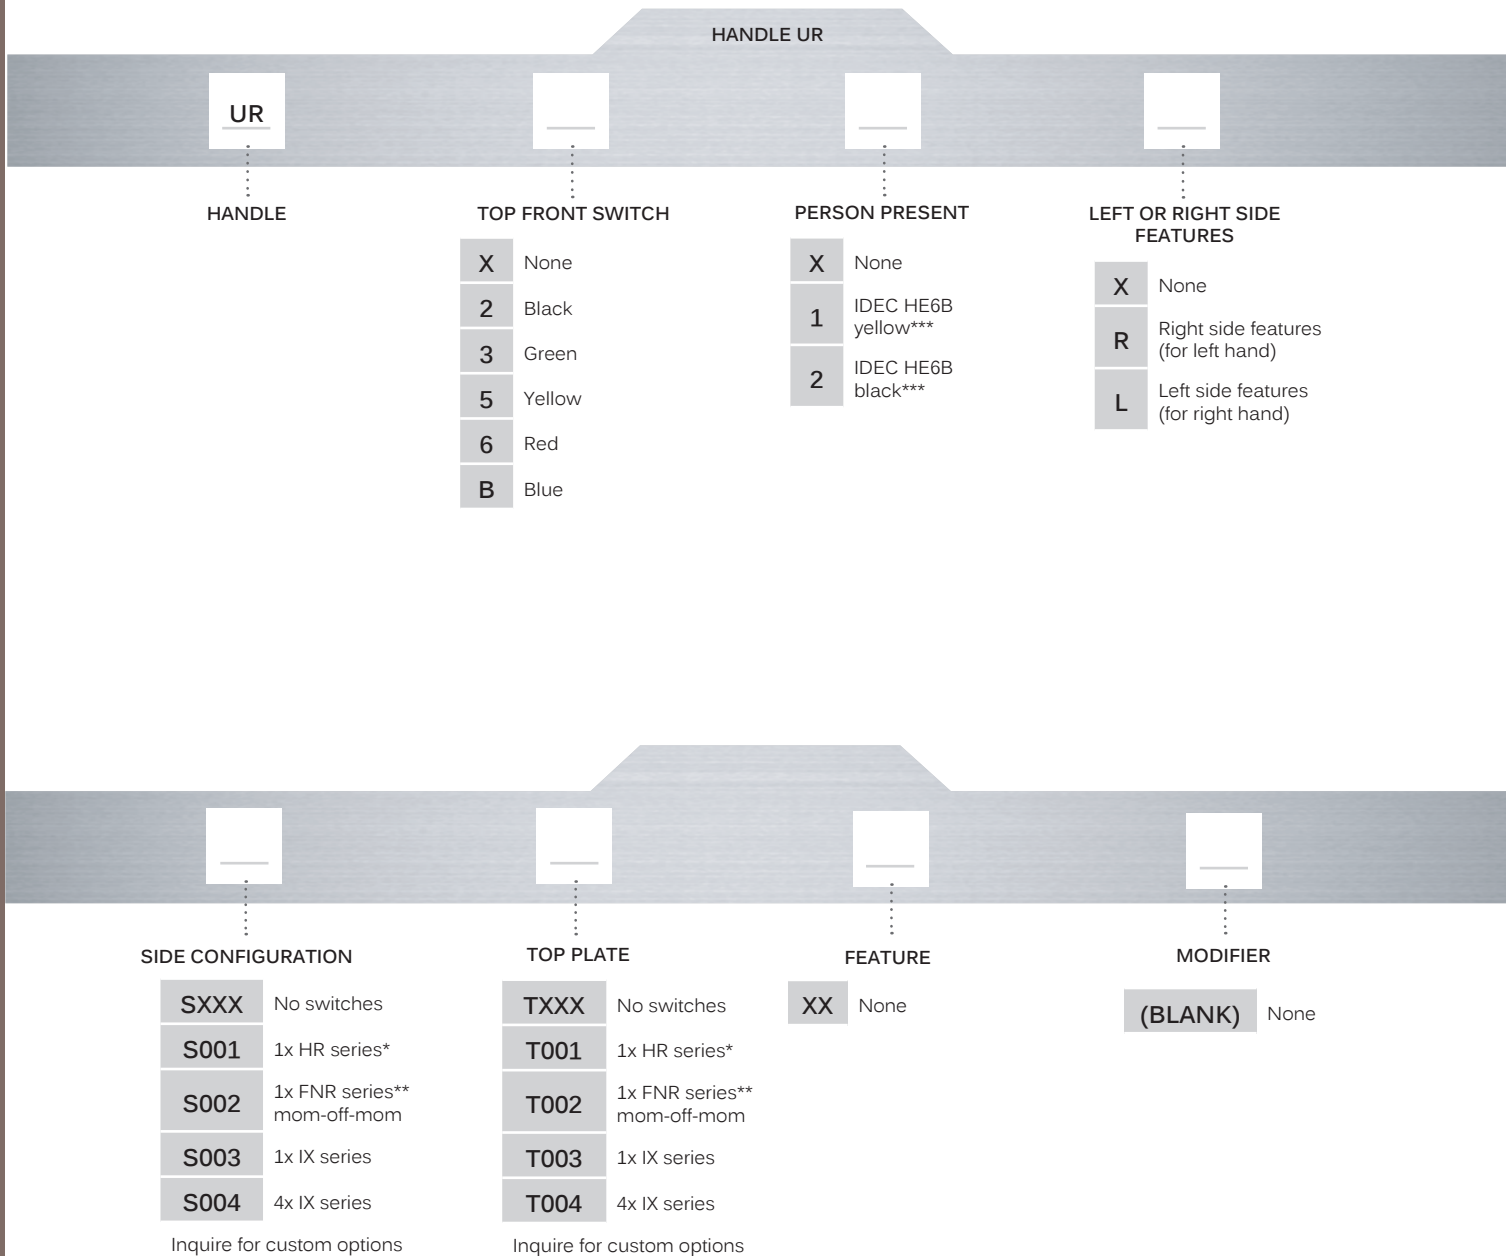 HANDLE UR
UR
HANDLE
TOP FRONT SWITCH
X None
2 Black
3 Green
5 Yellow
6 Red
B Blue
PERSON PRESENT
X None
1 IDEC HE6B
yellow***
2 IDEC HE6B
black***
LEFT OR RIGHT SIDE
FEATURES
X None
R Right side features
(for left hand)
L Left side features
(for right hand)
SIDE CONFIGURATION
SXXX No switches
S001 1x HR series*
S002 1x FNR series**
mom-off-mom
S003 1x IX series
S004 4x IX series
Inquire for custom options
TOP PLATE
TXXX No switches
T001 1x HR series*
T002 1x FNR series**
mom-off-mom
T003 1x IX series
T004 4x IX series
Inquire for custom options
FEATURE
XX None
MODIFIER
(BLANK) None